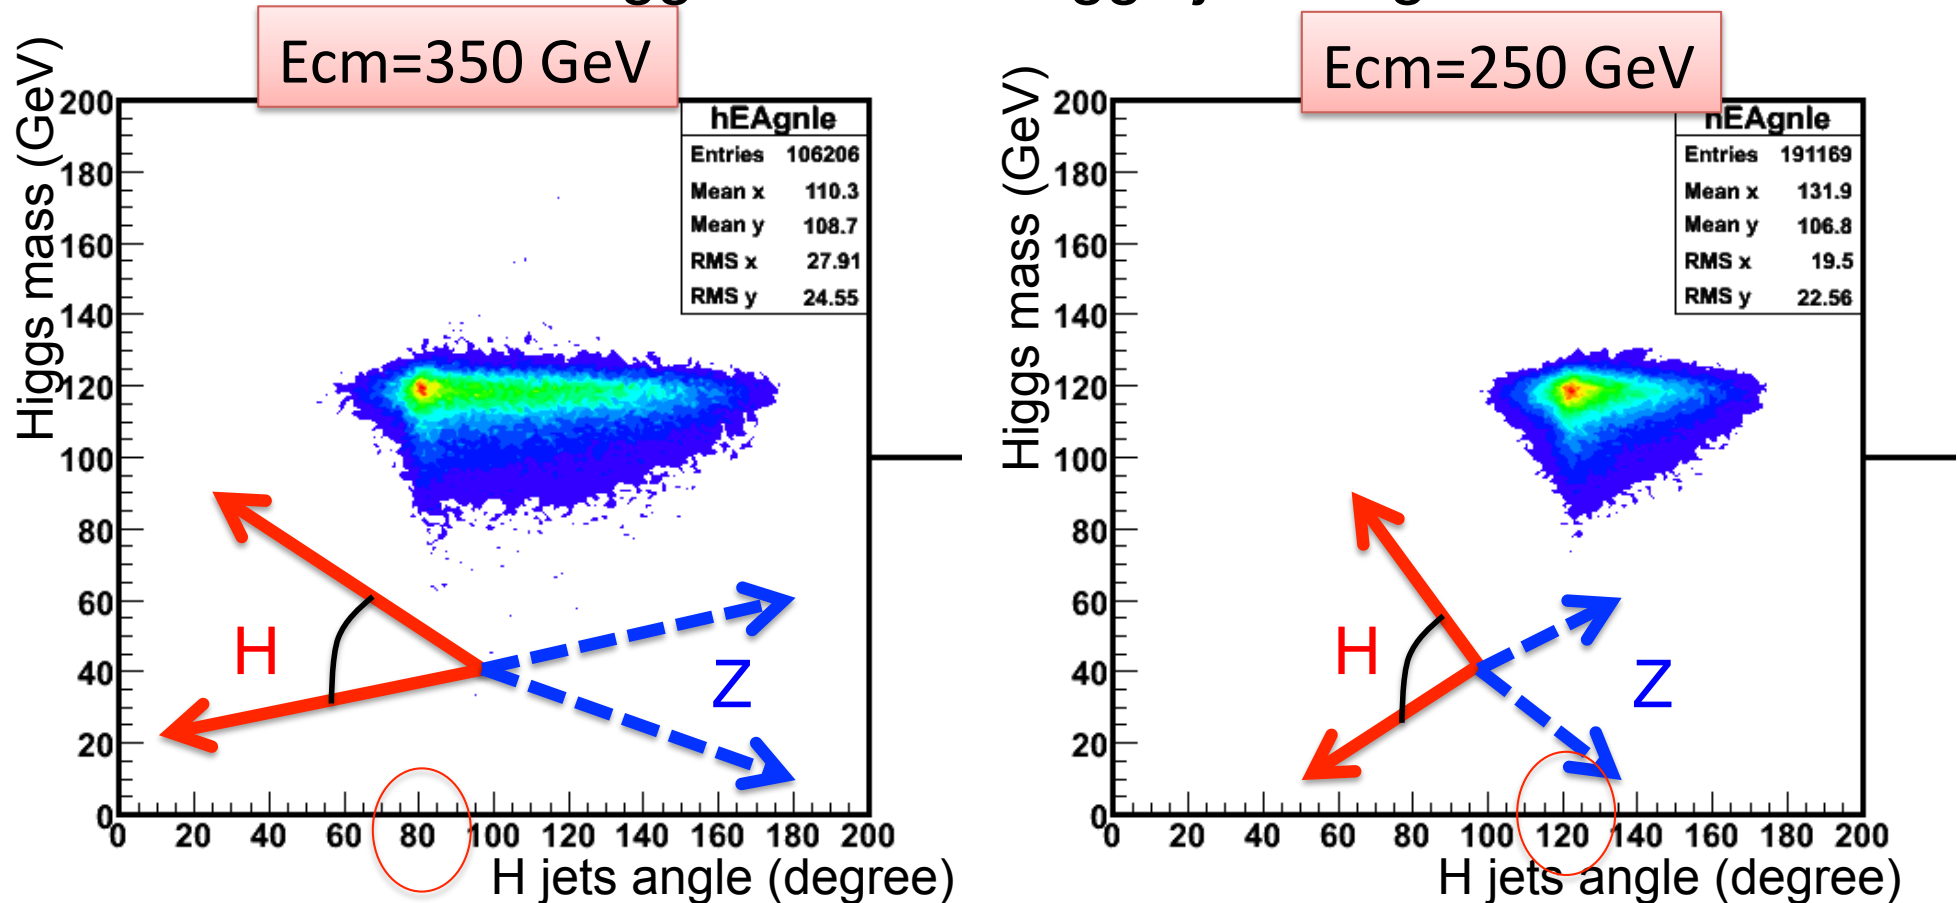 Ecm=350 GeV
Higgs mass (GeV)
200
180
160
140
120
100
80
60
40
20
0
hEAgnle
Entries 106206
Mean x 110.3
Mean y 108.7
RMS x 27.91
RMS y 24.55
H
Z
0 20 40 60 80 100 120 140 160 180 200
H jets angle (degree)
Ecm=250 GeV
Higgs mass (GeV)
200
180
160
140
120
100
80
60
40
20
0
hEAgnle
Entries 191169
Mean x 131.9
Mean y 106.8
RMS x 19.5
RMS y 22.56
H
Z
0 20 40 60 80 100 120 140 160 180 200
H jets angle (degree)